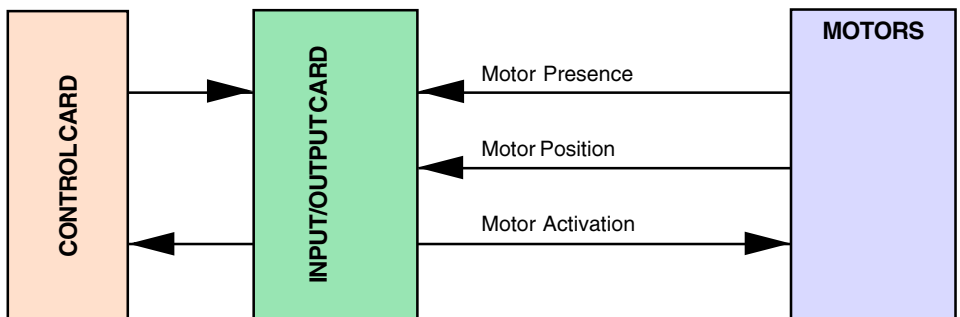 CONTROL CARD
INPUT/OUTPUT CARD
MOTORS
Motor Presence
Motor Position
Motor Activation